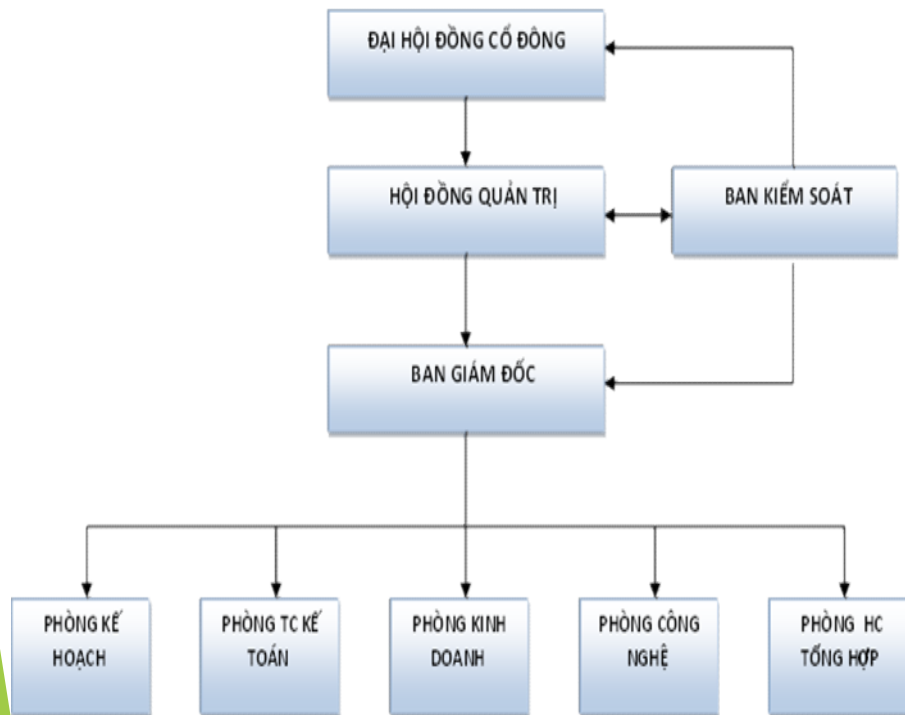 ĐẠI HỘI ĐỒNG CỔ ĐÔNG
HỘI ĐỒNG QUẢN TRỊ
BAN KIỂM SOÁT
BAN GIÁM ĐỐC
PHÒNG KẾ
HOẠCH
PHÒNG TC KẾ
TOÁN
PHÒNG KINH
DOANH
PHÒNG CÔNG
NGHỆ
PHÒNG HC
TỔNG HỢP